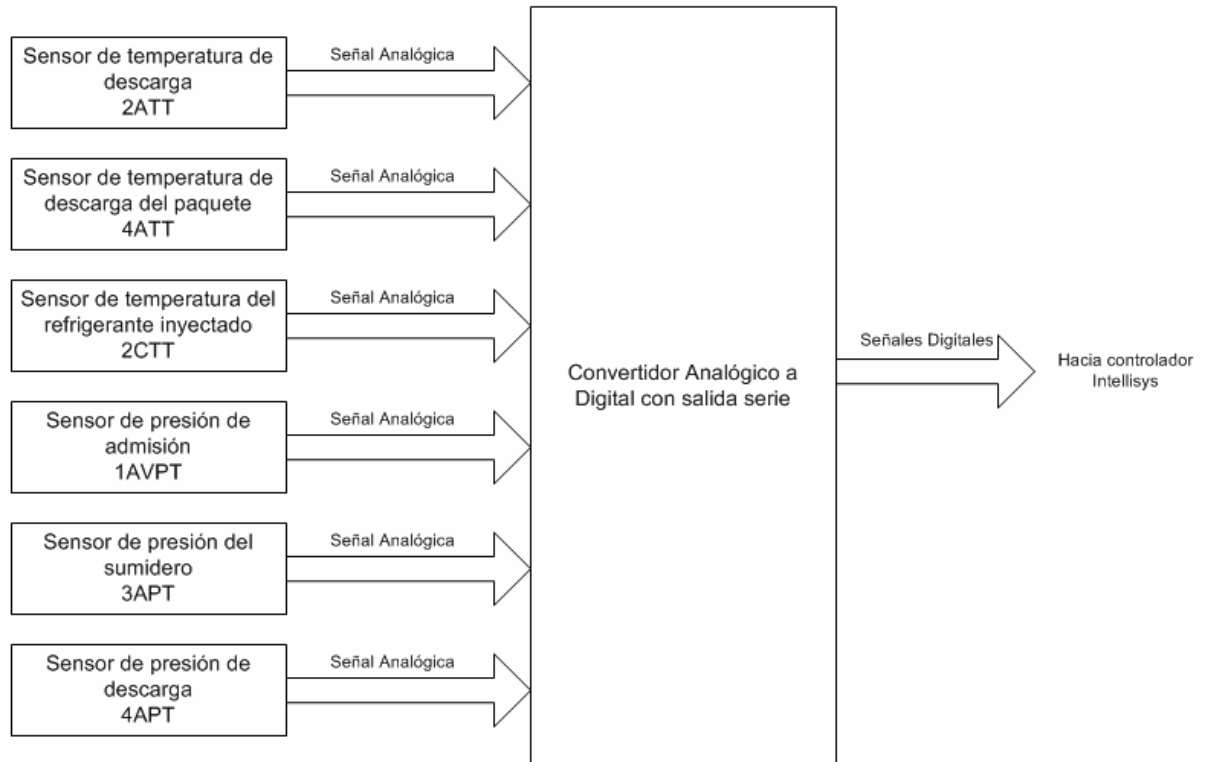 Sensor de temperatura de
descarga
2ATT
Señal Analógica
Sensor de temperatura de
descarga del paquete
4ATT
Señal Analógica
Sensor de temperatura del
refrigerante inyectado
2CTT
Señal Analógica
Sensor de presión de
admisión
1AVPT
Señal Analógica
Sensor de presión del
sumidero
3APT
Señal Analógica
Sensor de presión de
descarga
4APT
Señal Analógica
Convertidor Analógico a
Digital con salida serie
Señales Digitales
Hacia controlador
Intellisys